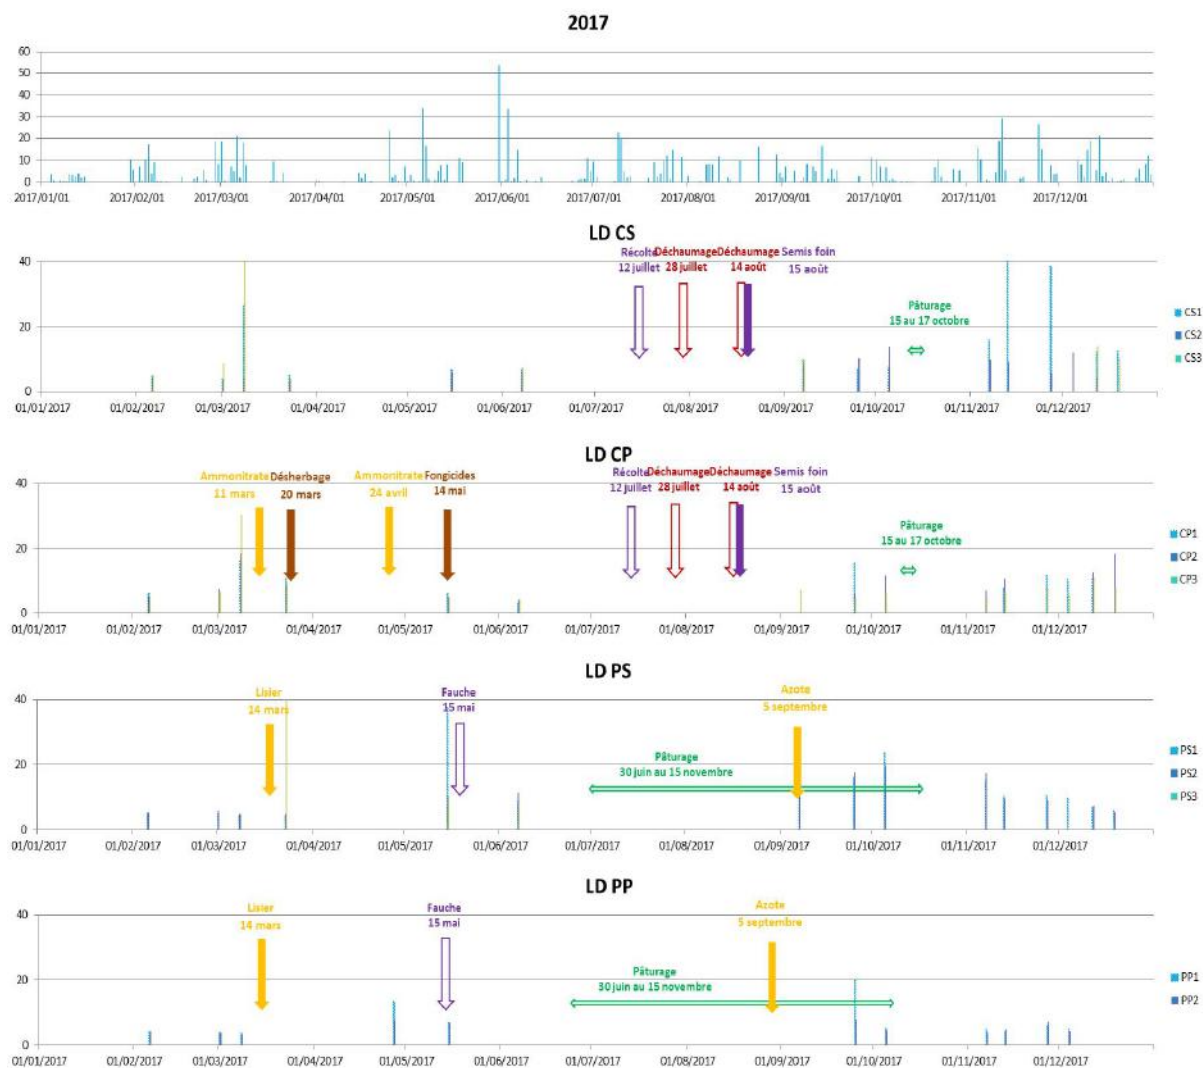 2017
60
50
40
30
20
10
0
2017/01/01 2017/02/01 2017/03/01 2017/04/01 2017/05/01 2017/06/01 2017/07/01 2017/08/01 2017/09/01 2017/10/01 2017/11/01 2017/12/01
LD CS
Récolte Déchaumage Déchaumage Semis foin
12 juillet 28 juillet 14 août 15 août
40
Pâturage
15 au 17 octobre
CS1
20
CS2
CS3
0
01/01/2017 01/02/2017 01/03/2017 01/04/2017 01/05/2017 01/06/2017 01/07/2017 01/08/2017 01/09/2017 01/10/2017 01/11/2017 01/12/2017
LD CP
Ammonitrate Désherbage Ammonitrate Fongicides Récolte Déchaumage Déchaumage Semis foin
11 mars 20 mars 24 avril 14 mai 12 juillet 28 juillet 14 août 15 août
40
Pâturage
15 au 17 octobre
CP1
20
CP2
CP3
0
01/01/2017 01/02/2017 01/03/2017 01/04/2017 01/05/2017 01/06/2017 01/07/2017 01/08/2017 01/09/2017 01/10/2017 01/11/2017 01/12/2017
LD PS
Lisier Fauche Azote
14 mars 15 mai 5 septembre
40
Pâturage
30 juin au 15 novembre
PS1
20
PS2
PS3
0
01/01/2017 01/02/2017 01/03/2017 01/04/2017 01/05/2017 01/06/2017 01/07/2017 01/08/2017 01/09/2017 01/10/2017 01/11/2017 01/12/2017
LD PP
Lisier Fauche Azote
14 mars 15 mai 5 septembre
40
Pâturage
30 juin au 15 novembre
PP1
20
PP2
0
01/01/2017 01/02/2017 01/03/2017 01/04/2017 01/05/2017 01/06/2017 01/07/2017 01/08/2017 01/09/2017 01/10/2017 01/11/2017 01/12/2017